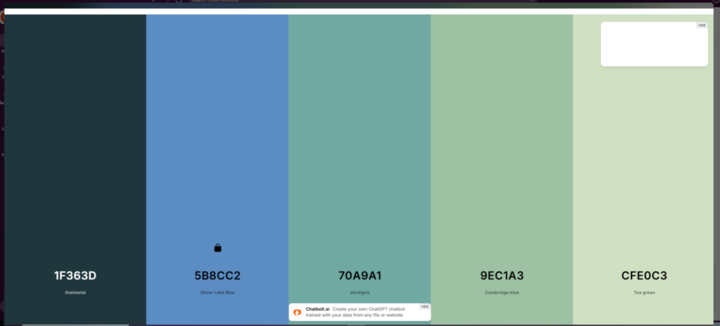 1F363D
Gunmetal
5B8CC2
Silver Lake Blue
70A9A1
Verdigris
9EC1A3
Cambridge blue
CFE0C3
Tea green
Chatbolt.ai Create your own ChatGPT chatbot
trained with your data from any file or website.